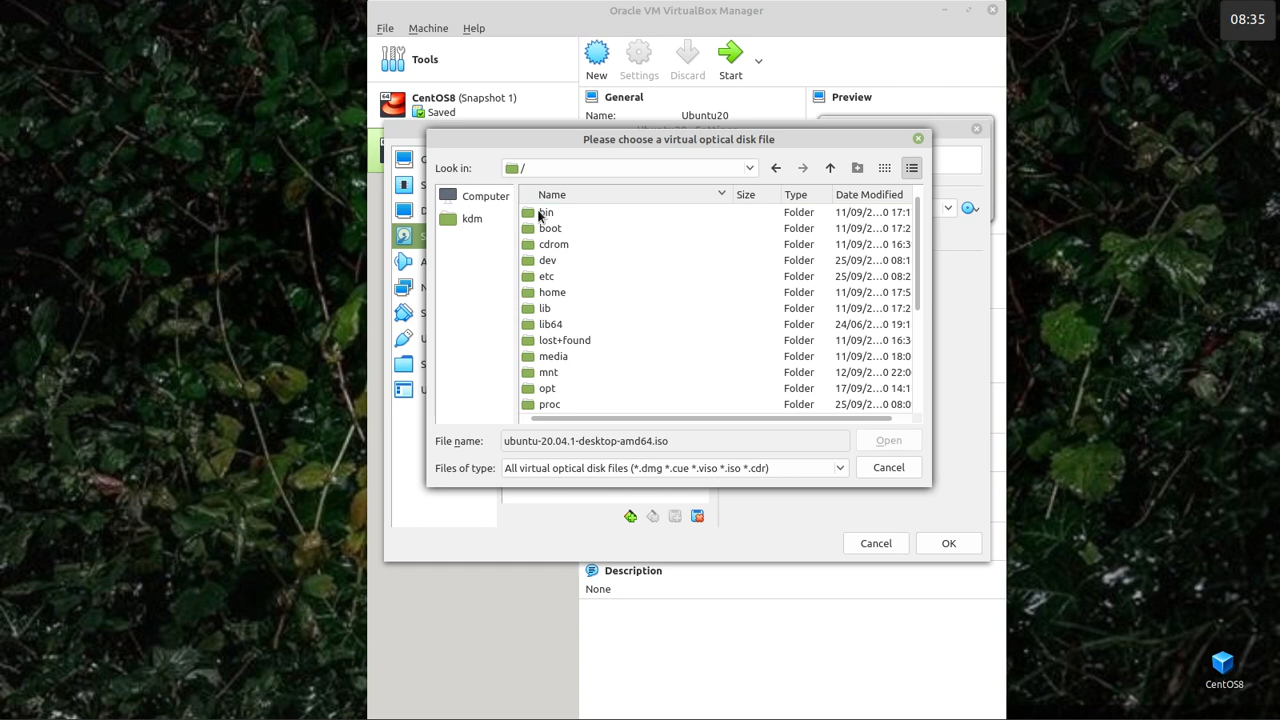 Oracle VM VirtualBox Manager
08:35
File Machine Help
Tools
New Settings Discard Start
CentOS8 (Snapshot 1)
Saved
General
Preview
Name: Ubuntu20
Please choose a virtual optical disk file
Look in: /
Computer
kdm
Name Size Type Date Modified
bin Folder 11/09/2...0 17:1
boot Folder 11/09/2...0 17:2
cdrom Folder 11/09/2...0 16:3
dev Folder 25/09/2...0 08:1
etc Folder 25/09/2...0 08:2
home Folder 11/09/2...0 17:5
lib Folder 11/09/2...0 17:2
lib64 Folder 24/06/2...0 19:1
lost+found Folder 11/09/2...0 16:3
media Folder 11/09/2...0 18:0
mnt Folder 12/09/2...0 22:0
opt Folder 17/09/2...0 14:1
proc Folder 25/09/2...0 08:0
File name: ubuntu-20.04.1-desktop-amd64.iso Open
Files of type: All virtual optical disk files (*.dmg *.cue *.viso *.iso *.cdr) Cancel
Cancel OK
Description
None
CentOS8